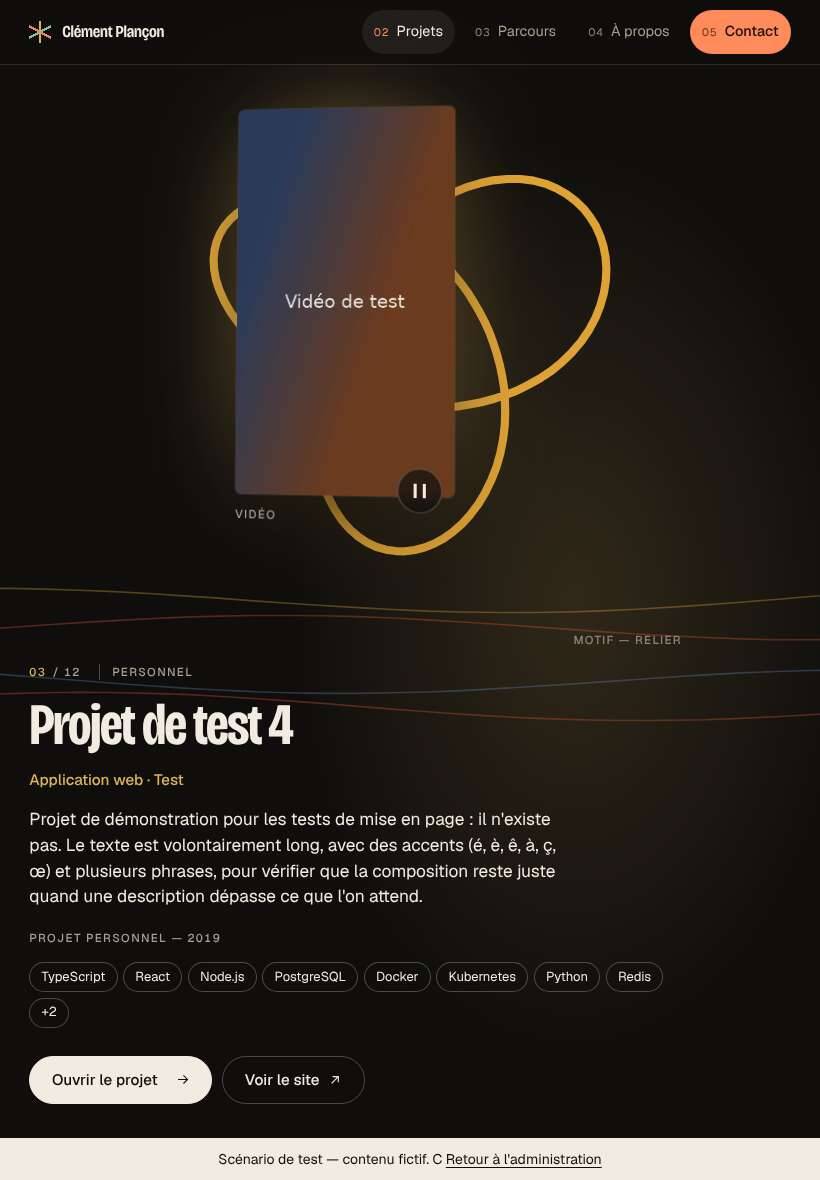 Clément Plançon
02 Projets
03 Parcours
04 À propos
05 Contact
Vidéo de test
VIDÉO
MOTIF — RELIER
03 / 12 PERSONNEL
Projet de test 4
Application web · Test
Projet de démonstration pour les tests de mise en page : il n'existe
pas. Le texte est volontairement long, avec des accents (é, è, ê, à, ç,
œ) et plusieurs phrases, pour vérifier que la composition reste juste
quand une description dépasse ce que l'on attend.
PROJET PERSONNEL — 2019
TypeScript React Node.js PostgreSQL Docker Kubernetes Python Redis
+2
Ouvrir le projet → Voir le site ↗
Scénario de test — contenu fictif. C Retour à l'administration